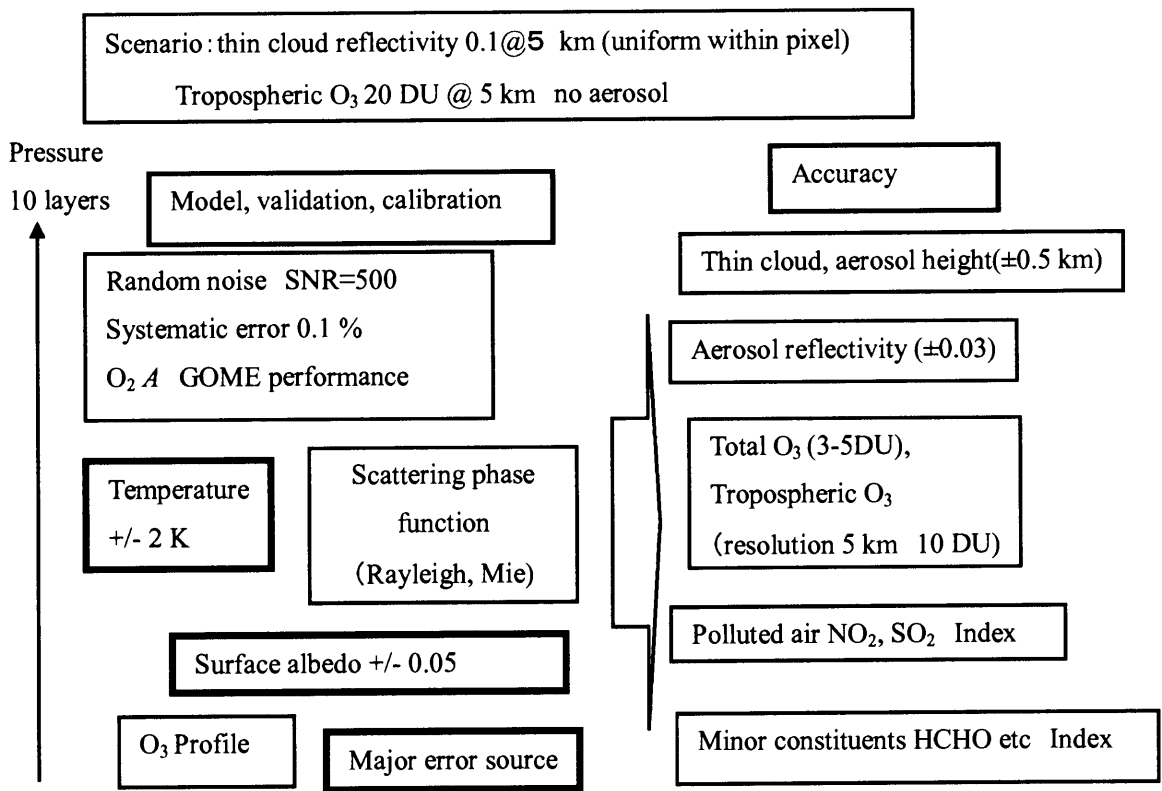 Scenario : thin cloud reflectivity 0.1@5 km (uniform within pixel)
Tropospheric O₃ 20 DU @ 5 km no aerosol
Pressure
10 layers
Model, validation, calibration
Random noise SNR=500
Systematic error 0.1 %
O₂ A GOME performance
Temperature
+/- 2 K
Scattering phase
function
(Rayleigh, Mie)
Surface albedo +/- 0.05
O₃ Profile
Major error source
Accuracy
Thin cloud, aerosol height(±0.5 km)
Aerosol reflectivity (±0.03)
Total O₃ (3-5DU),
Tropospheric O₃
(resolution 5 km 10 DU)
Polluted air NO₂, SO₂ Index
Minor constituents HCHO etc Index